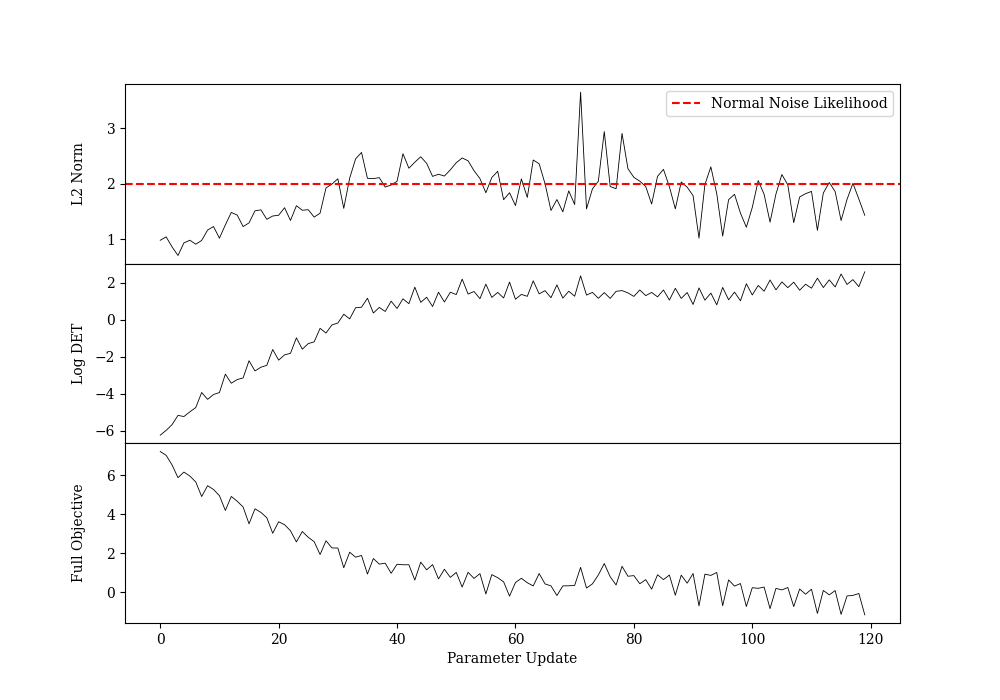 Normal Noise Likelihood
L2 Norm
3
2
1
Log DET
2
0
−2
−4
−6
Full Objective
6
4
2
0
0 20 40 60 80 100 120
Parameter Update